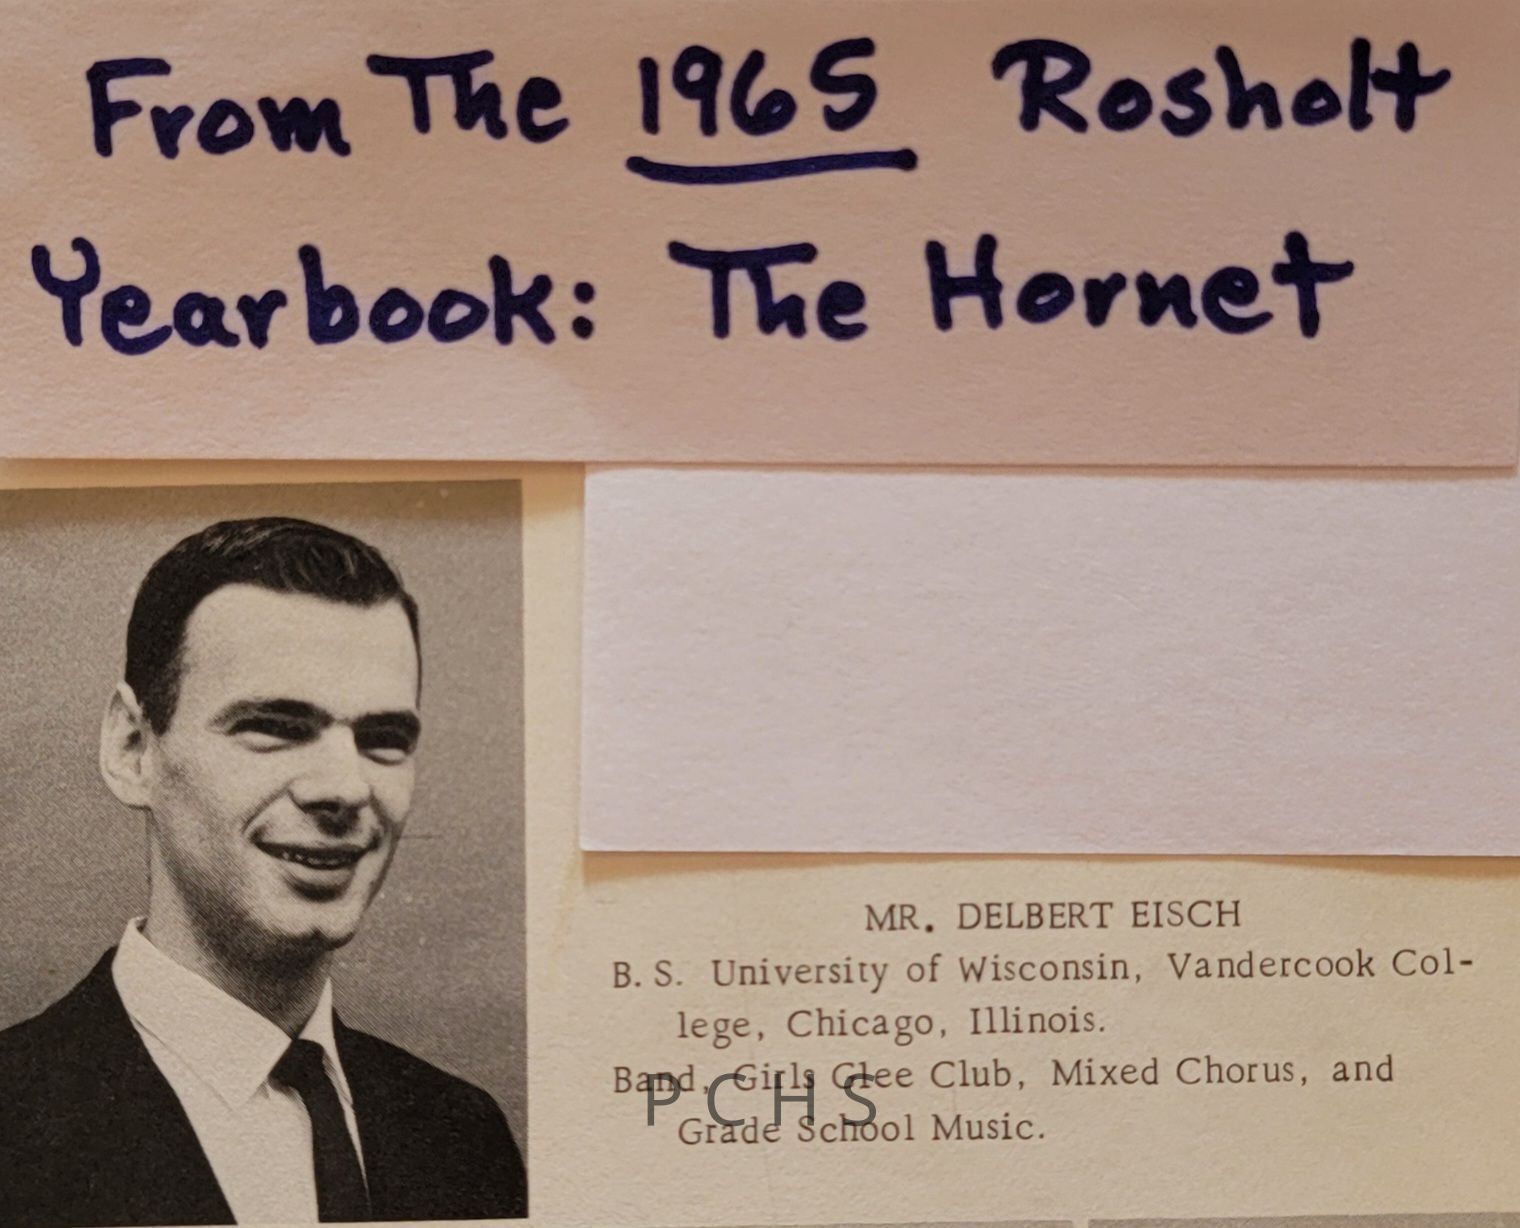 From The 1965 Rosholt
Yearbook: The Hornet
MR. DELBERT EISCH
B. S. University of Wisconsin, Vandercook Col-
lege, Chicago, Illinois.
Band, Girls Glee Club, Mixed Chorus, and
Grade School Music.
PCHS